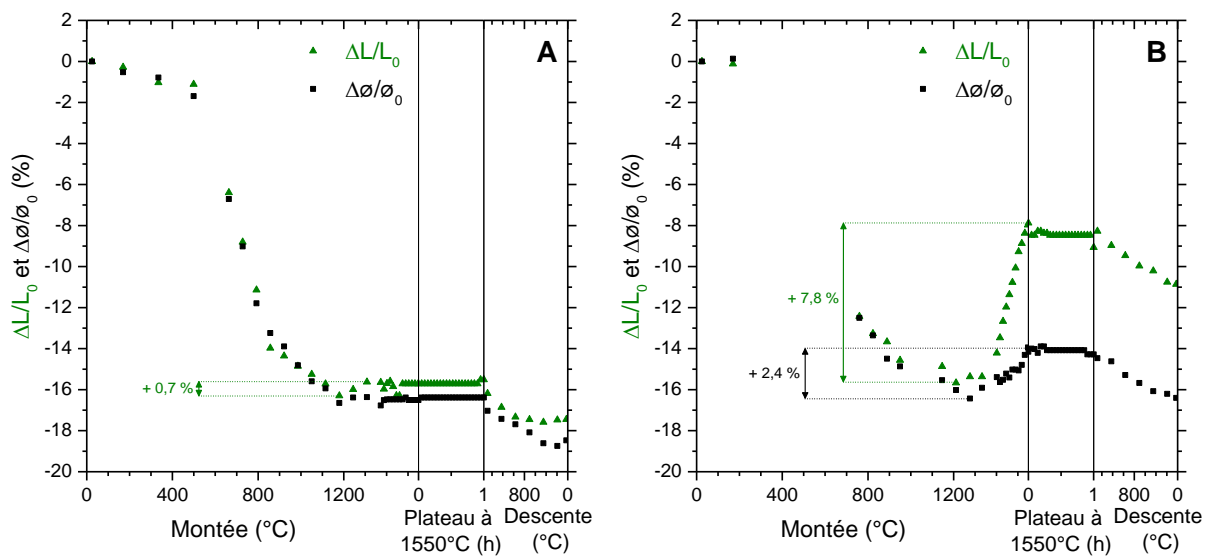 2
0
-2
-4
-6
-8
-10
-12
-14
-16
-18
-20
ΔL/L₀ et Δø/ø₀ (%)
ΔL/L₀
Δø/ø₀
A
+ 0,7 %
0 400 800 1200 0 1 800 0
Montée (°C)
Plateau à
1550°C (h)
Descente
(°C)
2
0
-2
-4
-6
-8
-10
-12
-14
-16
-18
-20
ΔL/L₀ et Δø/ø₀ (%)
ΔL/L₀
Δø/ø₀
B
+ 7,8 %
+ 2,4 %
0 400 800 1200 0 1 800 0
Montée (°C)
Plateau à
1550°C (h)
Descente
(°C)